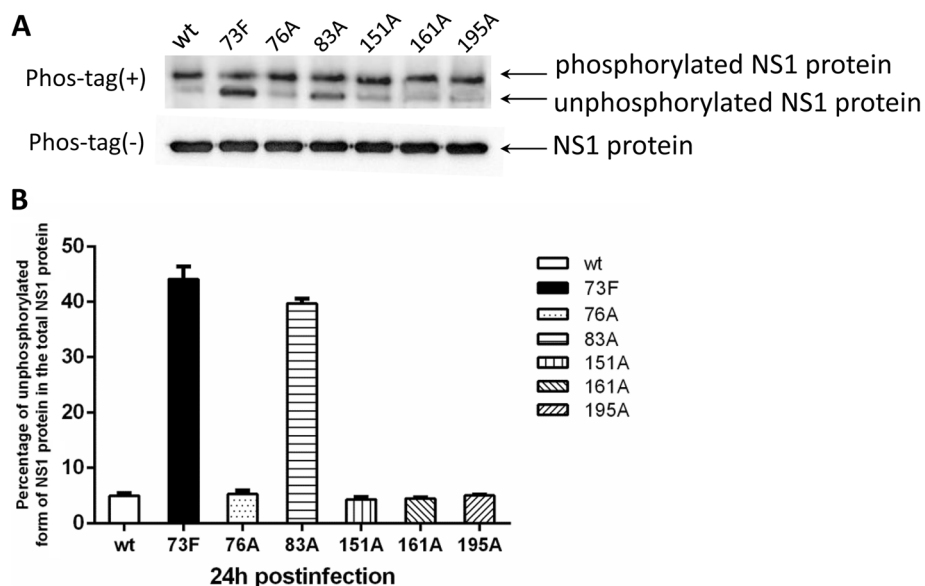 A
wt 73F 76A 83A 151A 161A 195A
Phos-tag(+)
phosphorylated NS1 protein
unphosphorylated NS1 protein
Phos-tag(-)
NS1 protein
B
Percentage of unphosphorylated
form of NS1 protein in the total NS1 protein
50
40
30
20
10
0
wt 73F 76A 83A 151A 161A 195A
24h postinfection
wt
73F
76A
83A
151A
161A
195A